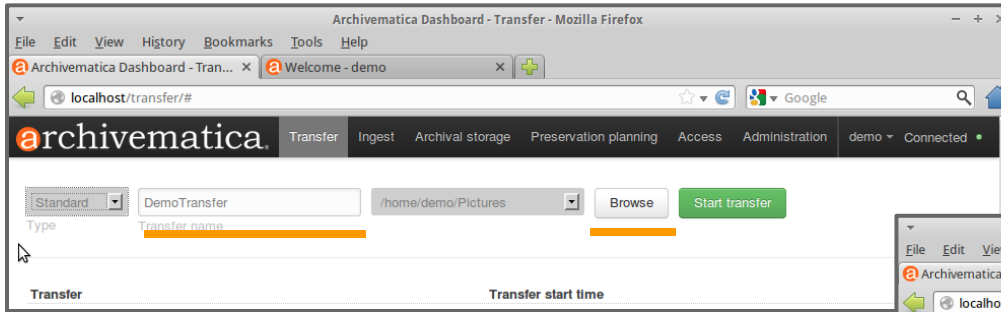 Archivematica Dashboard - Transfer - Mozilla Firefox
File Edit View History Bookmarks Tools Help
Archivematica Dashboard - Tran... Welcome - demo
localhost/transfer/# Google
archivematica. Transfer Ingest Archival storage Preservation planning Access Administration demo Connected
Standard DemoTransfer /home/demo/Pictures Browse Start transfer
Type Transfer name
File Edit Vie
Archivematica
localho
Transfer Transfer start time